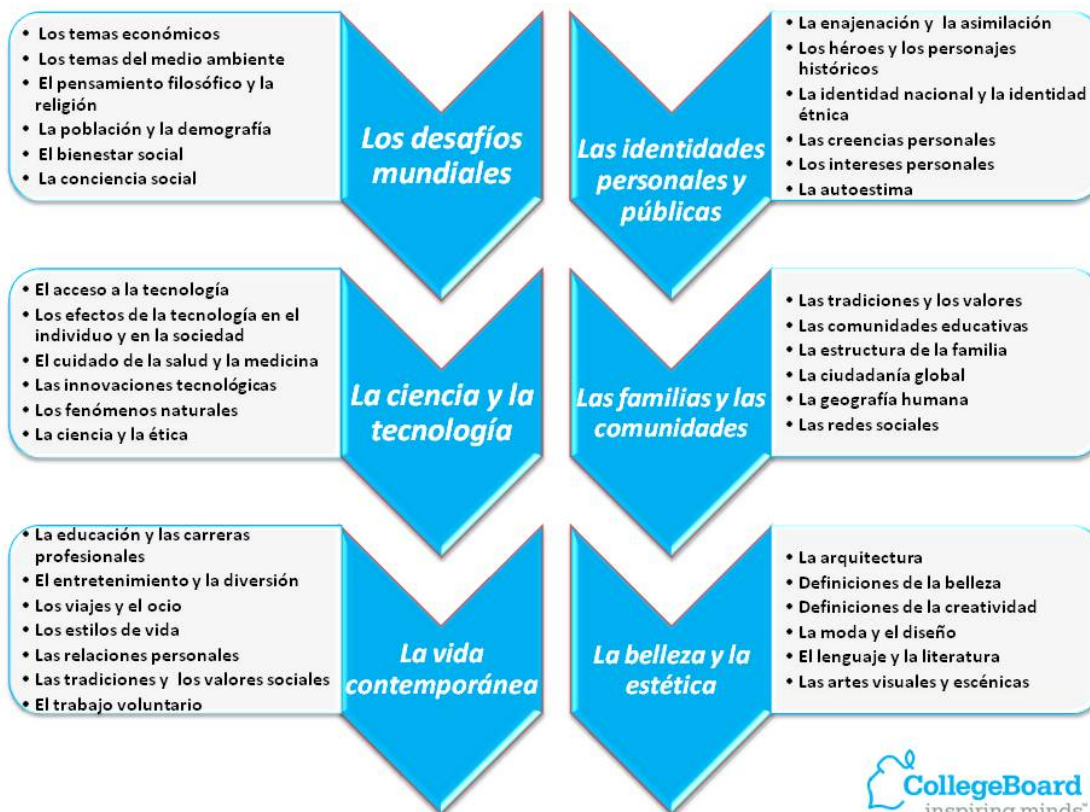 • Los temas económicos
• Los temas del medio ambiente
• El pensamiento filosófico y la
religión
• La población y la demografía
• El bienestar social
• La conciencia social
Los desafíos
mundiales
Las identidades
personales y
públicas
• La enajenación y la asimilación
• Los héroes y los personajes
históricos
• La identidad nacional y la identidad
étnica
• Las creencias personales
• Los intereses personales
• La autoestima
• El acceso a la tecnología
• Los efectos de la tecnología en el
individuo y en la sociedad
• El cuidado de la salud y la medicina
• Las innovaciones tecnológicas
• Los fenómenos naturales
• La ciencia y la ética
La ciencia y la
tecnología
Las familias y las
comunidades
• Las tradiciones y los valores
• Las comunidades educativas
• La estructura de la familia
• La ciudadanía global
• La geografía humana
• Las redes sociales
• La educación y las carreras
profesionales
• El entretenimiento y la diversión
• Los viajes y el ocio
• Los estilos de vida
• Las relaciones personales
• Las tradiciones y los valores sociales
• El trabajo voluntario
La vida
contemporánea
La belleza y la
estética
• La arquitectura
• Definiciones de la belleza
• Definiciones de la creatividad
• La moda y el diseño
• El lenguaje y la literatura
• Las artes visuales y escénicas
CollegeBoard
inspiring minds